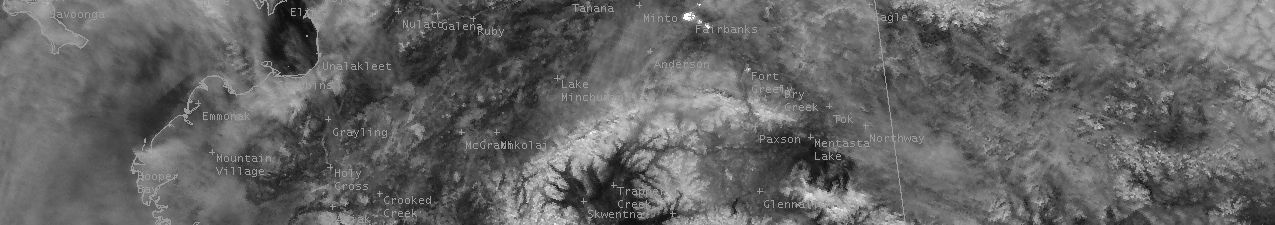 Savoonga
Eli
Nulato
Galena
Ruby
Tanana
Minto
Fairbanks
Eagle
Unalakleet
Anderson
Lake
Minchumina
Fort
Greely
Dry
Creek
Emmonak
Grayling
McGrath
Nikolai
Tok
Northway
Paxson
Mentasta
Lake
Mountain
Village
Hooper
Bay
Holy
Cross
Crooked
Creek
Trapper
Creek
Skwentna
Glennallen